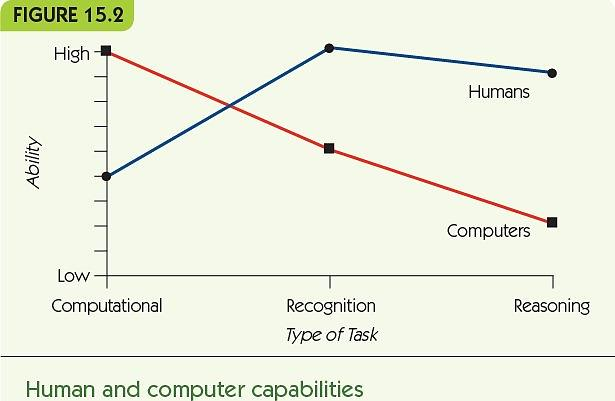 FIGURE 15.2
High
Humans
Ability
Computers
Low
Computational Recognition Reasoning
Type of Task
Human and computer capabilities